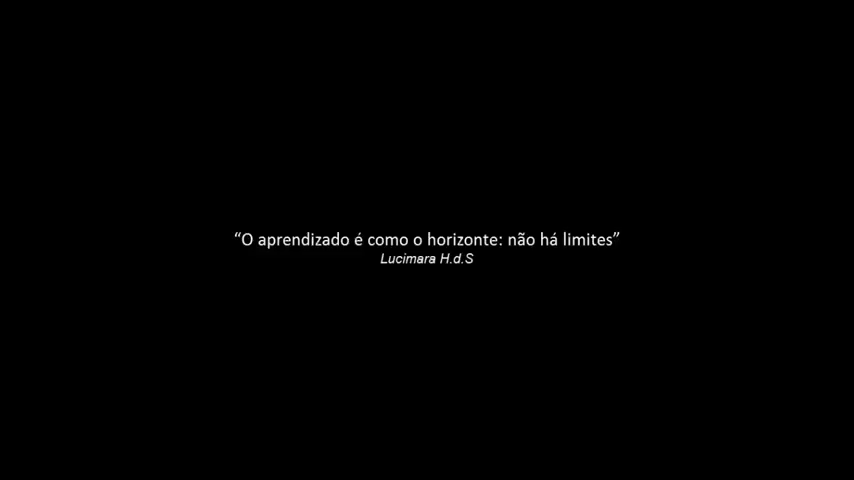 “O aprendizado é como o horizonte: não há limites”
Lucimara H.d.S